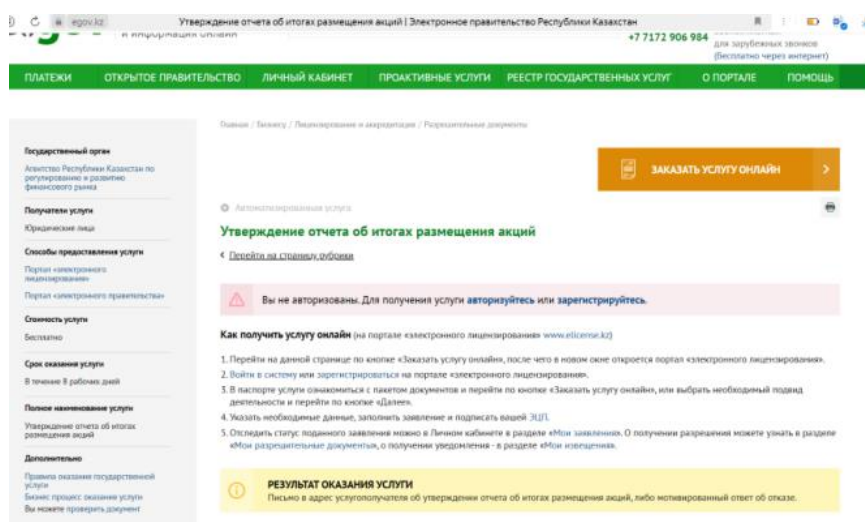 egov.kz
Утверждение отчета об итогах размещения акций | Электронное правительство Республики Казахстан
и информация онлайн
+7 7172 906 984
для зарубежных звонков
(бесплатно через интернет)
ПЛАТЕЖИ ОТКРЫТОЕ ПРАВИТЕЛЬСТВО ЛИЧНЫЙ КАБИНЕТ ПРОАКТИВНЫЕ УСЛУГИ РЕЕСТР ГОСУДАРСТВЕННЫХ УСЛУГ О ПОРТАЛЕ ПОМОЩЬ
Главная / Бизнесу / Лицензирование и аккредитация / Разрешительные документы
Государственный орган
Агентство Республики Казахстан по
регулированию и развитию
финансового рынка
Получатели услуги
Юридические лица
Способы предоставления услуги
Портал «электронного
лицензирования»
Портал «электронного правительства»
Стоимость услуги
Бесплатно
Срок оказания услуги
В течение 8 рабочих дней
Полное наименование услуги
Утверждение отчета об итогах
размещения акций
Дополнительно
Правила оказания государственной
услуги
Бизнес процесс оказания услуги
Вы можете проверить документ
ЗАКАЗАТЬ УСЛУГУ ОНЛАЙН
Автоматизированная услуга
Утверждение отчета об итогах размещения акций
Перейти на страницу рубрики
Вы не авторизованы. Для получения услуги авторизуйтесь или зарегистрируйтесь.
Как получить услугу онлайн (на портале «электронного лицензирования» www.elicense.kz)
1. Перейти на данной странице по кнопке «Заказать услугу онлайн», после чего в новом окне откроется портал «электронного лицензирования».
2. Войти в систему или зарегистрироваться на портале «электронного лицензирования».
3. В паспорте услуги ознакомиться с пакетом документов и перейти по кнопке «Заказать услугу онлайн», или выбрать необходимый подвид
деятельности и перейти по кнопке «Далее».
4. Указать необходимые данные, заполнить заявление и подписать вашей ЭЦП.
5. Отследить статус поданного заявления можно в Личном кабинете в разделе «Мои заявления». О получении разрешения можете узнать в разделе
«Мои разрешительные документы», о получении уведомления - в разделе «Мои извещения».
РЕЗУЛЬТАТ ОКАЗАНИЯ УСЛУГИ
Письмо в адрес услугополучателя об утверждении отчета об итогах размещения акций, либо мотивированный ответ об отказе.